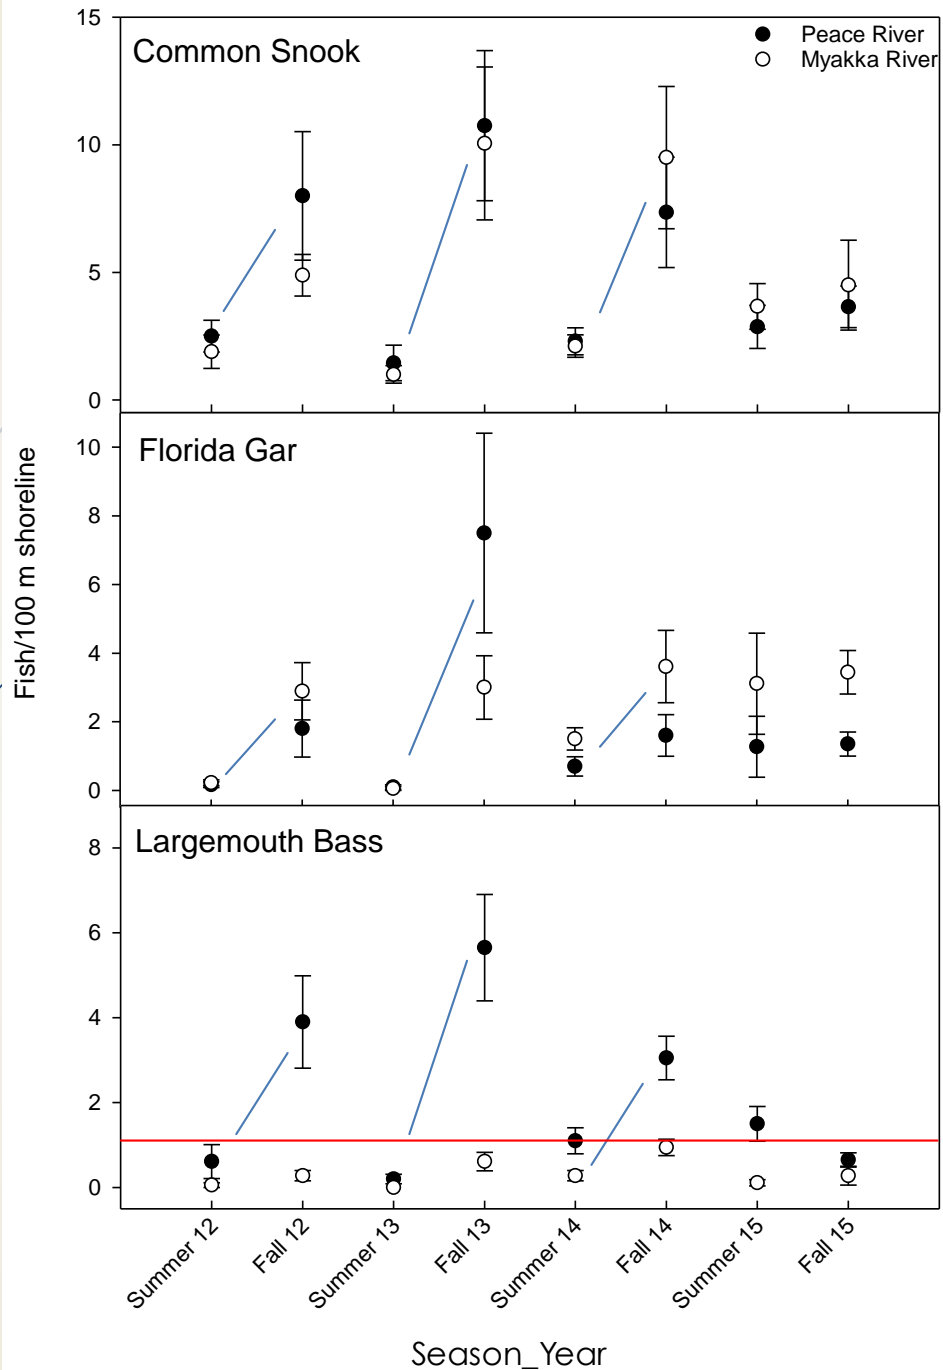 15
Common Snook
Peace River
Myakka River
10
5
0
Fish/100 m shoreline
10
Florida Gar
8
6
4
2
0
8
Largemouth Bass
6
4
2
0
Summer 12
Fall 12
Summer 13
Fall 13
Summer 14
Fall 14
Summer 15
Fall 15
Season_Year